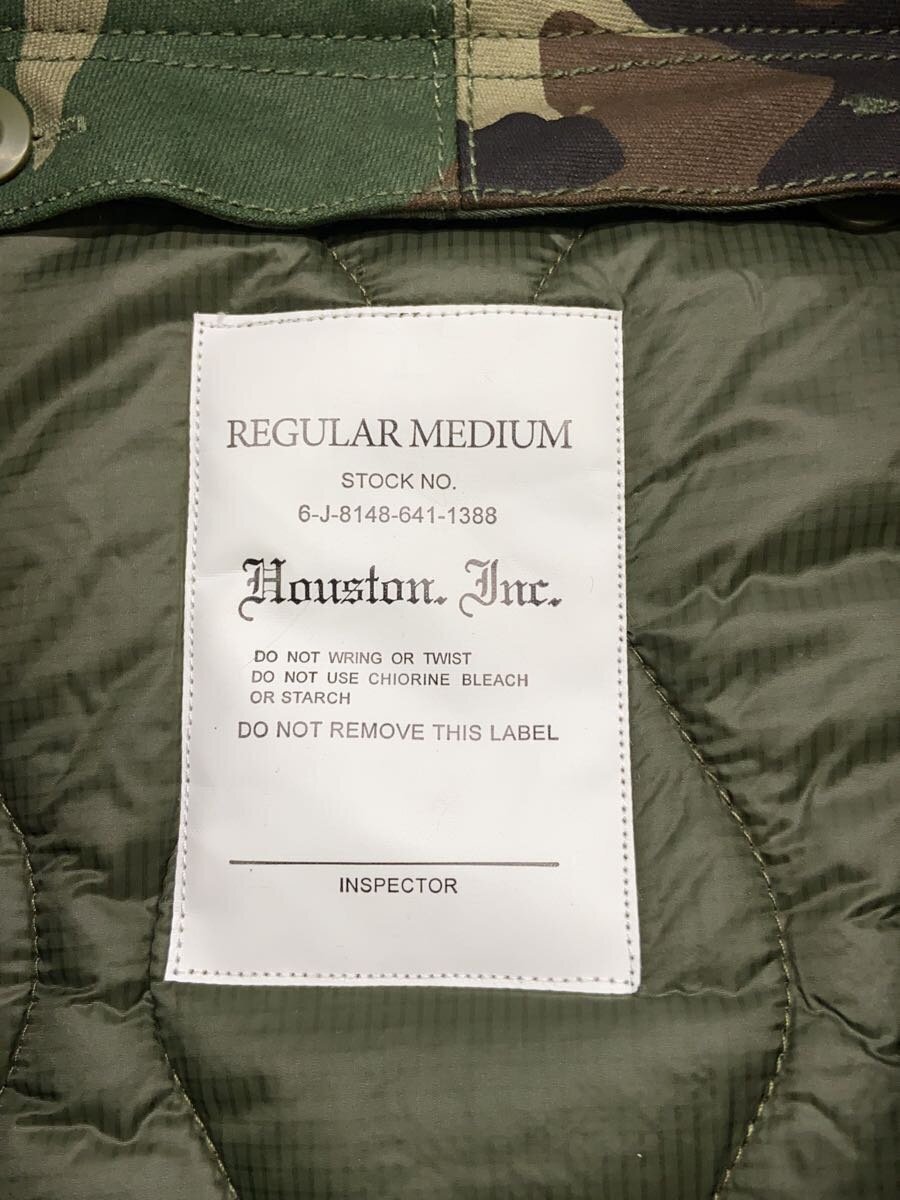 REGULAR MEDIUM
STOCK NO.
6-J-8148-641-1388
Houston. Inc.
DO NOT WRING OR TWIST
DO NOT USE CHIORINE BLEACH
OR STARCH
DO NOT REMOVE THIS LABEL
INSPECTOR